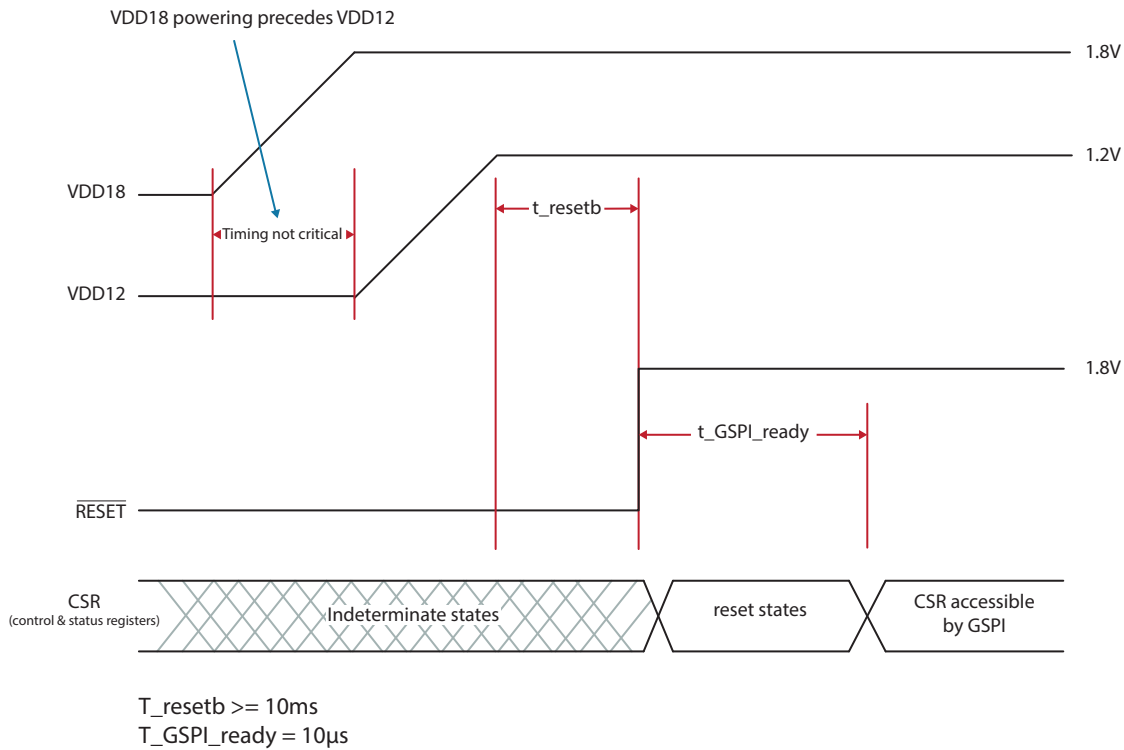 VDD18 powering precedes VDD12
1.8V
1.2V
VDD18
t_resetb
Timing not critical
VDD12
1.8V
t_GSPI_ready
RESET
CSR
(control & status registers)
Indeterminate states
reset states
CSR accessible
by GSPI
T_resetb >= 10ms
T_GSPI_ready = 10µs